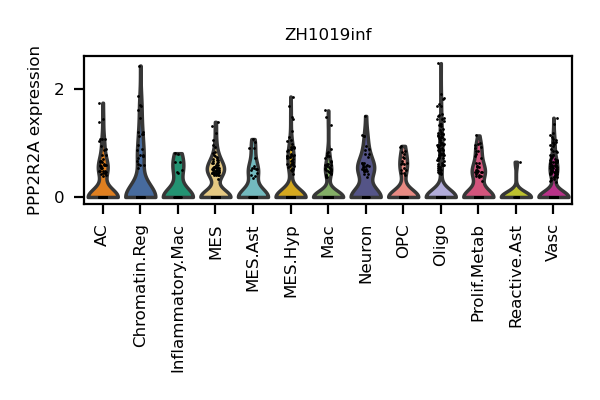 ZH1019inf
PPP2R2A expression
2
0
AC
Chromatin.Reg
Inflammatory.Mac
MES
MES.Ast
MES.Hyp
Mac
Neuron
OPC
Oligo
Prolif.Metab
Reactive.Ast
Vasc